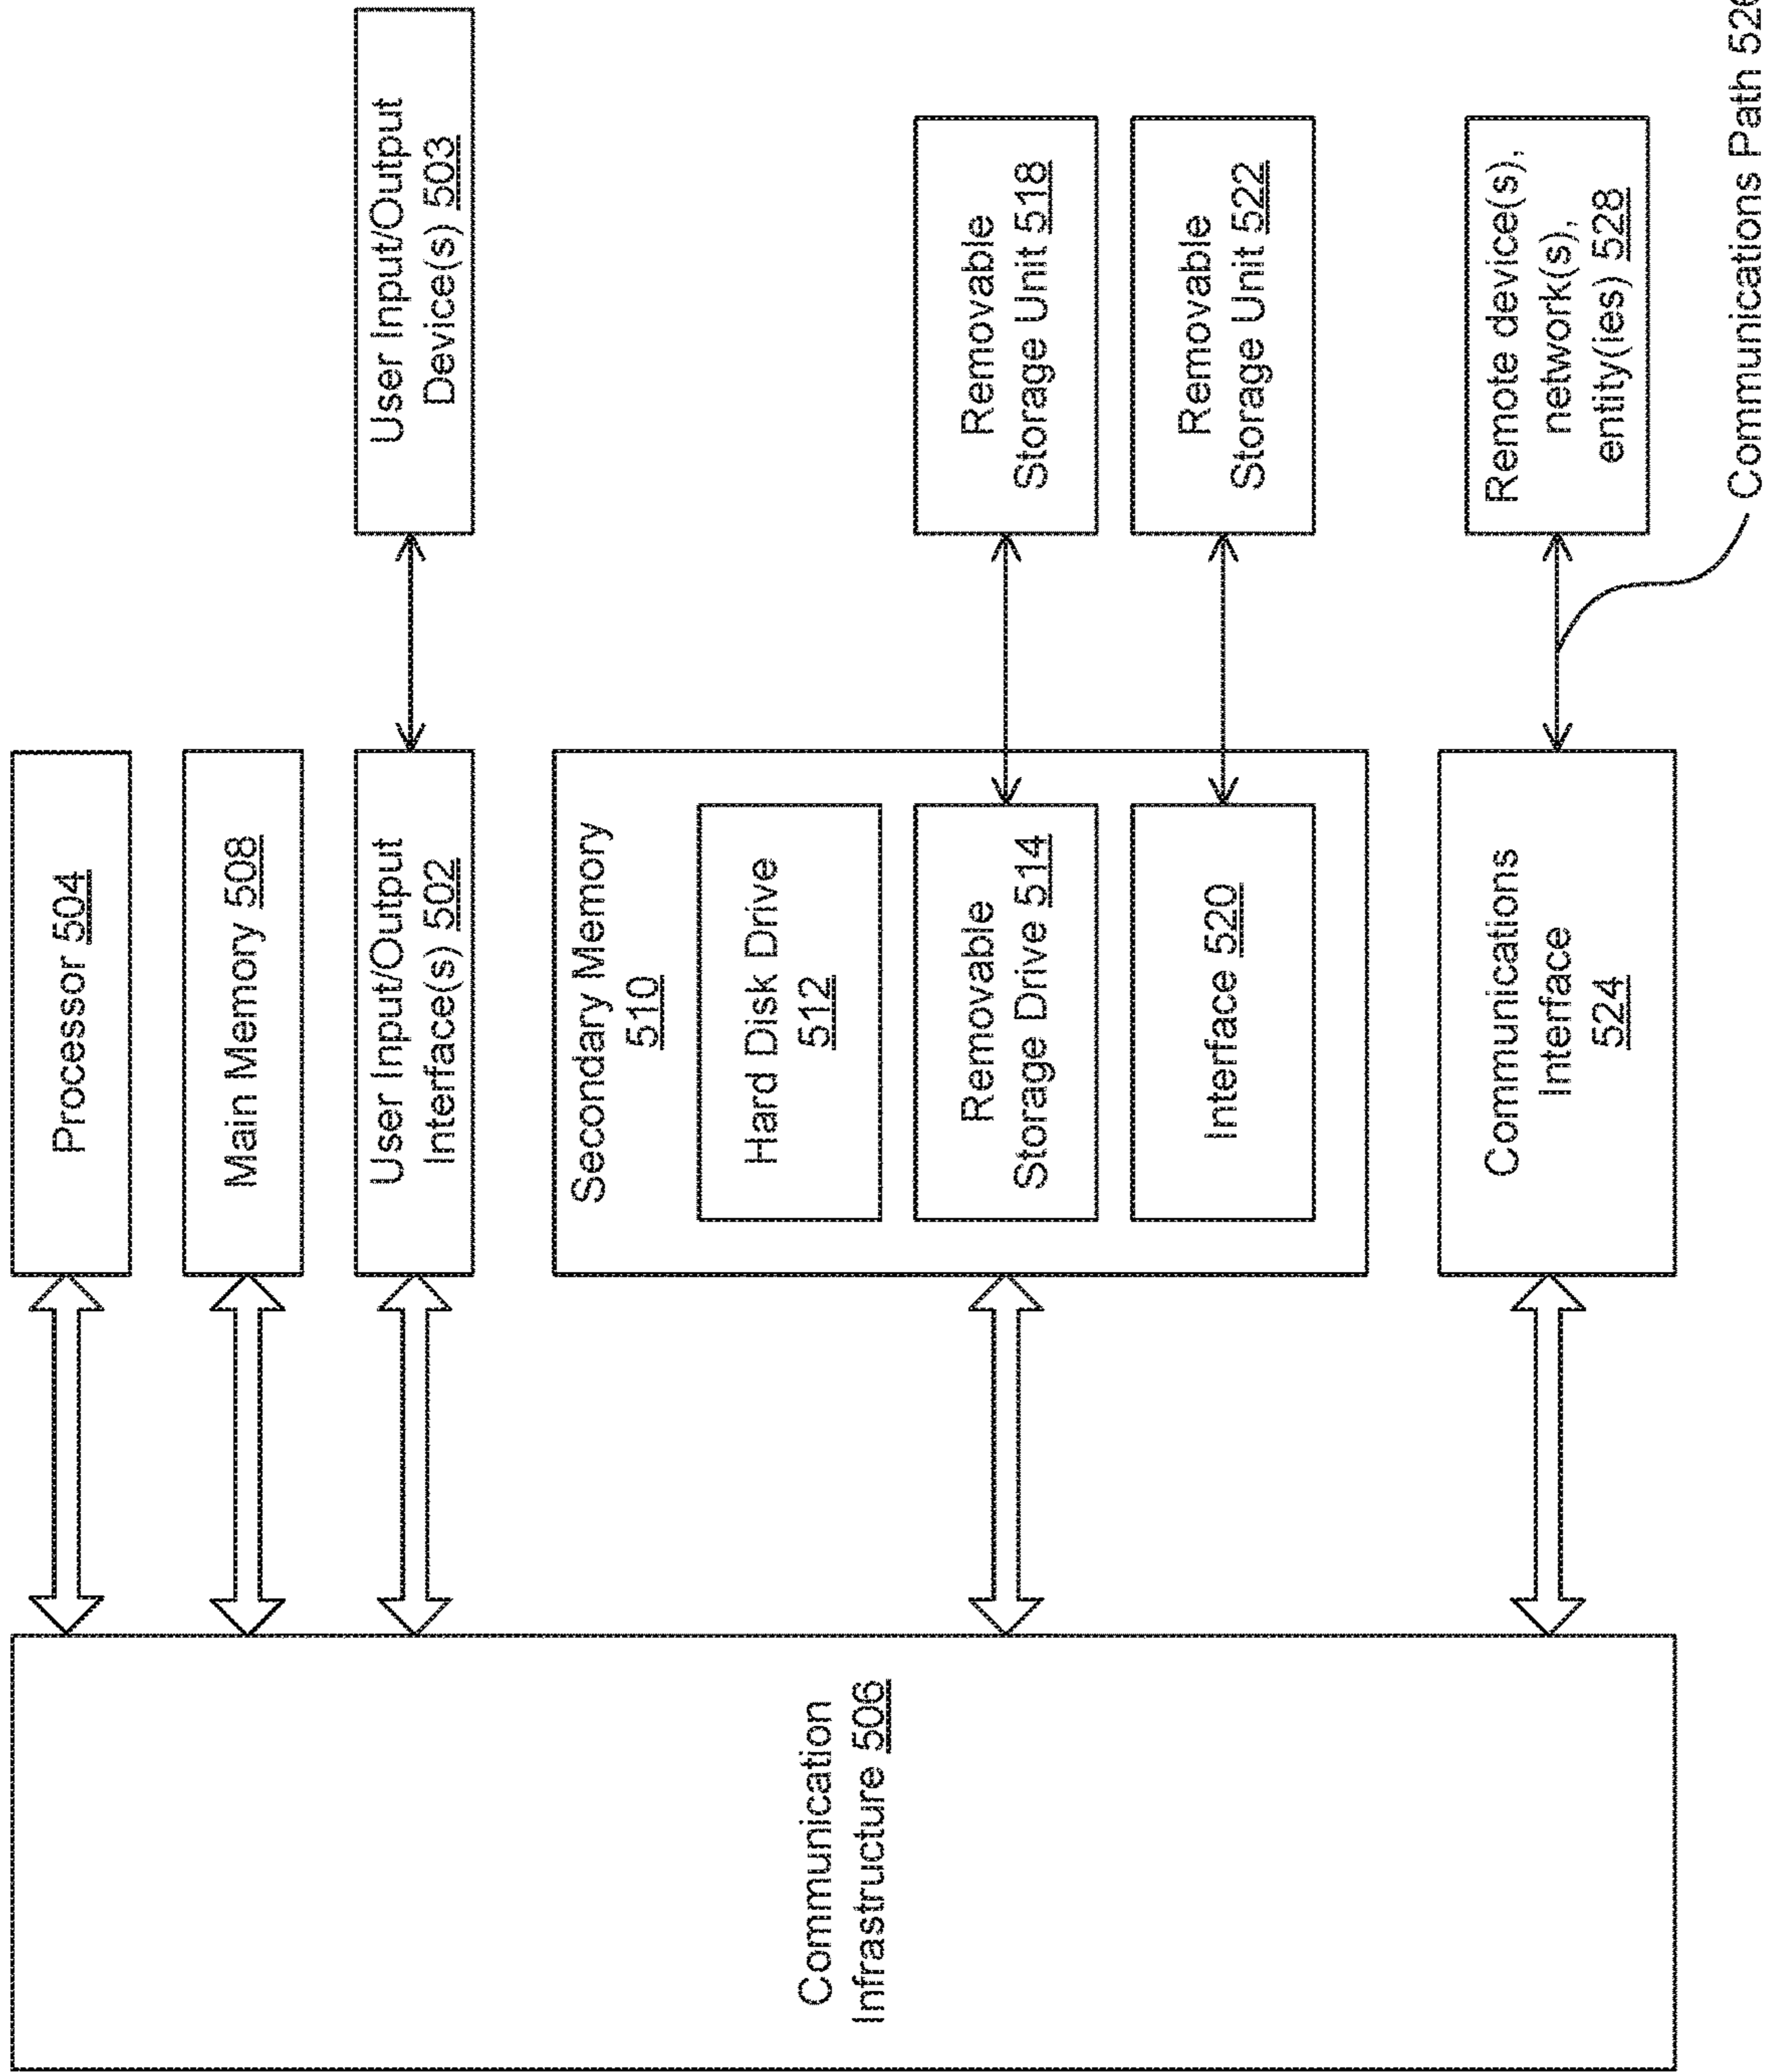 Processor 504
Main Memory 508
User Input/Output
Interface(s) 502
User Input/Output
Device(s) 503
Communication
Infrastructure 506
Secondary Memory
510
Hard Disk Drive
512
Removable
Storage Drive 514
Removable
Storage Unit 518
Interface 520
Removable
Storage Unit 522
Communications
Interface
524
Remote device(s),
network(s),
entity(ies) 528
Communications Path 526